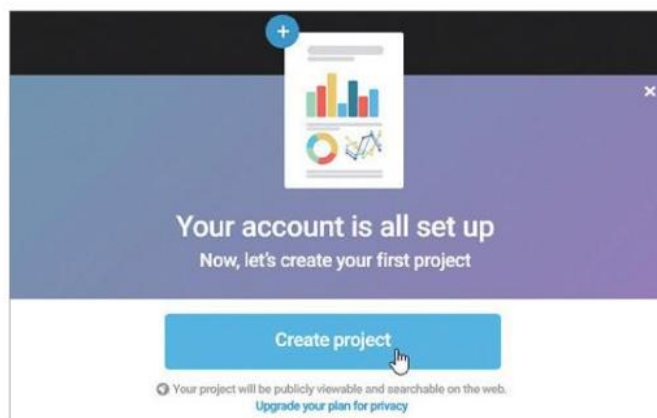 Your account is all set up
Now, let's create your first project
Create project
Your project will be publicly viewable and searchable on the web.
Upgrade your plan for privacy